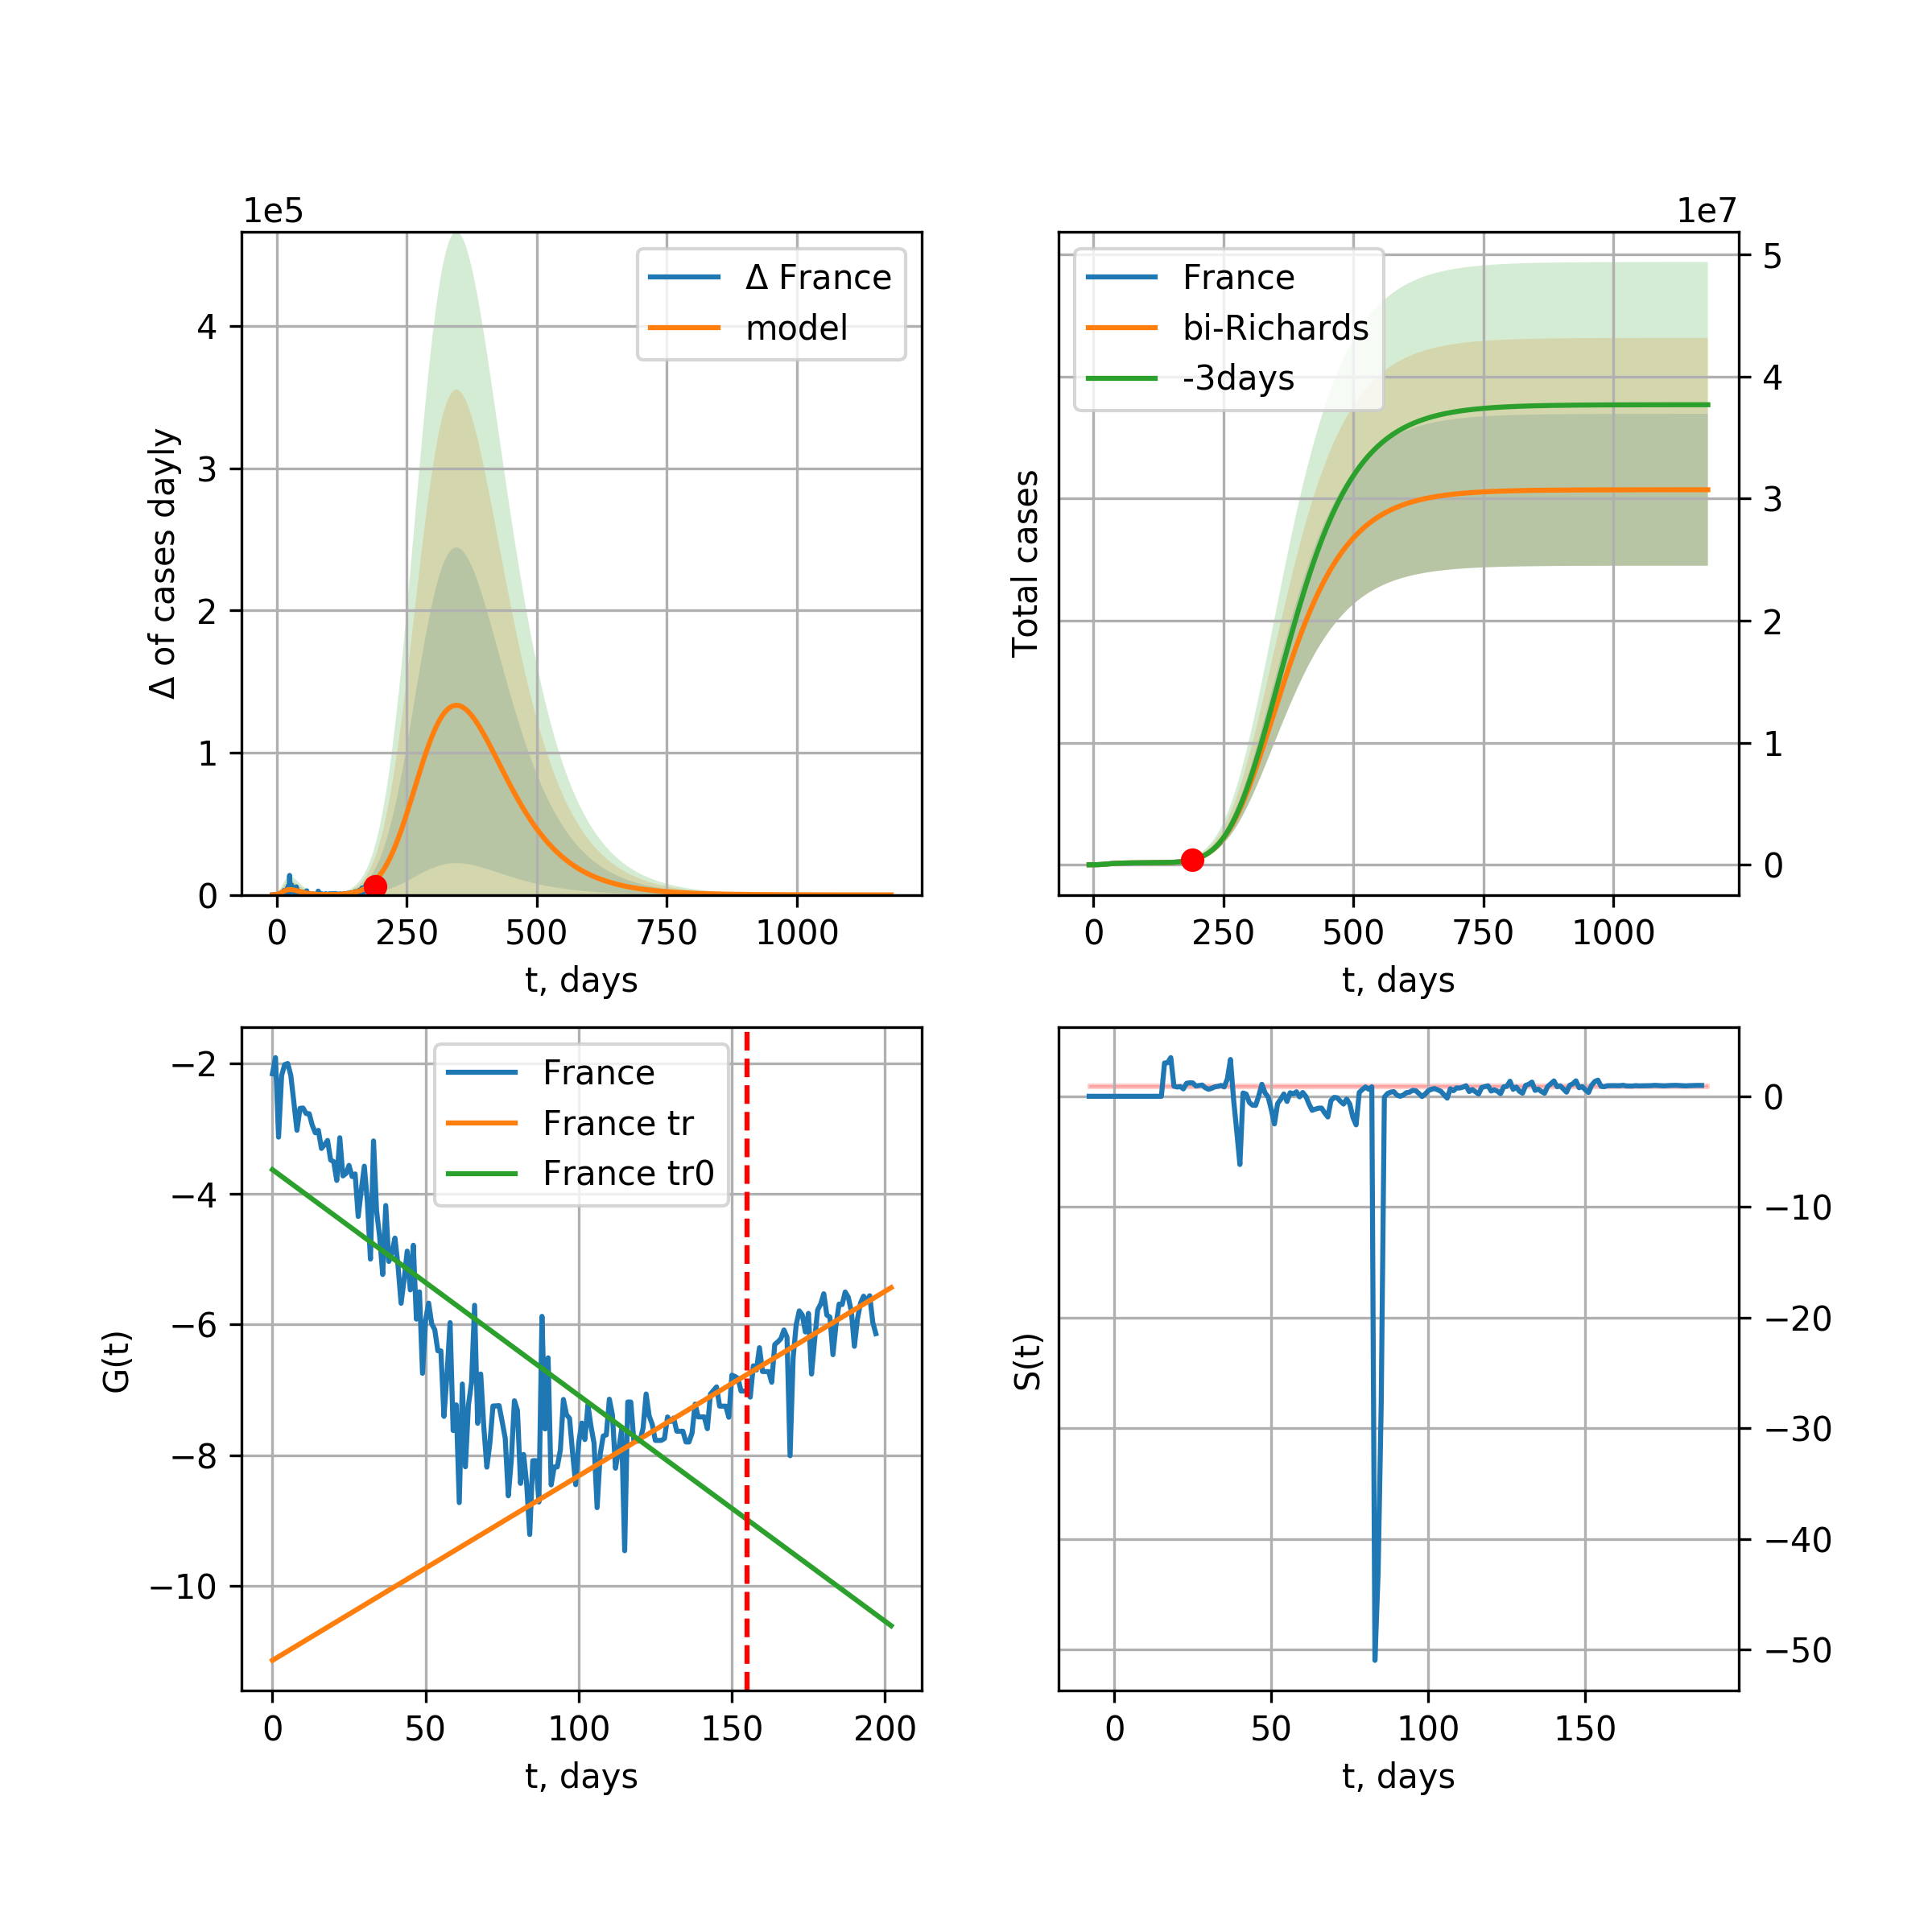 1e5
Δ of cases dayly
4
3
2
1
0
Δ France
model
0 250 500 750 1000
t, days
1e7
Total cases
France
bi-Richards
-3days
5
4
3
2
1
0
0 250 500 750 1000
t, days
G(t)
−2
−4
−6
−8
−10
France
France tr
France tr0
0 50 100 150 200
t, days
S(t)
0
−10
−20
−30
−40
−50
0 50 100 150
t, days